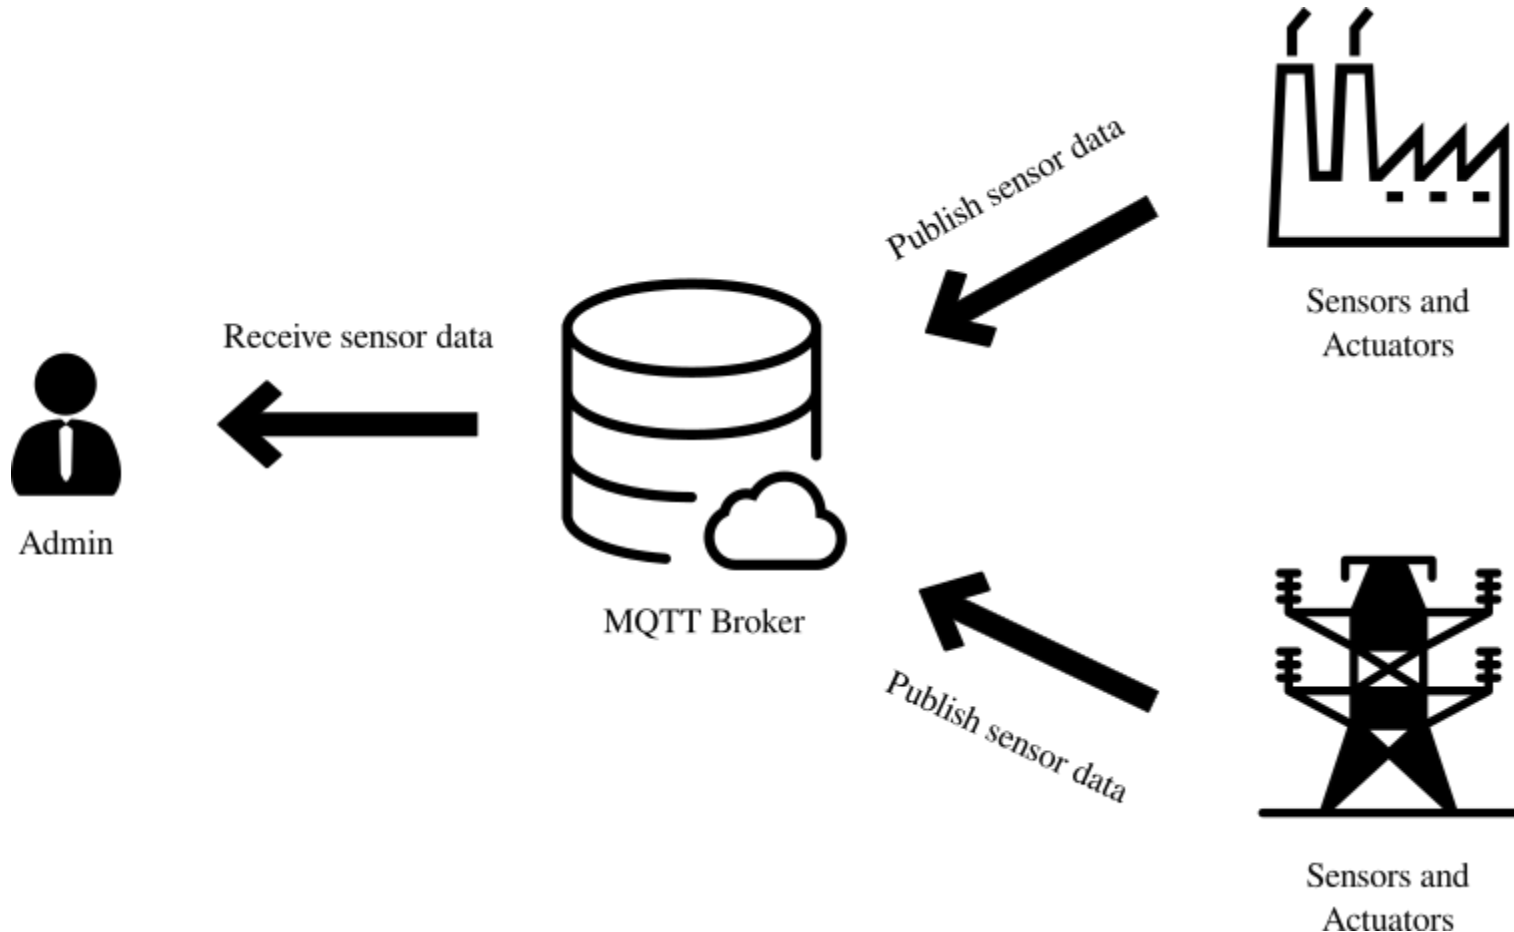 Publish sensor data
Sensors and
Actuators
Receive sensor data
Admin
MQTT Broker
Publish sensor data
Sensors and
Actuators